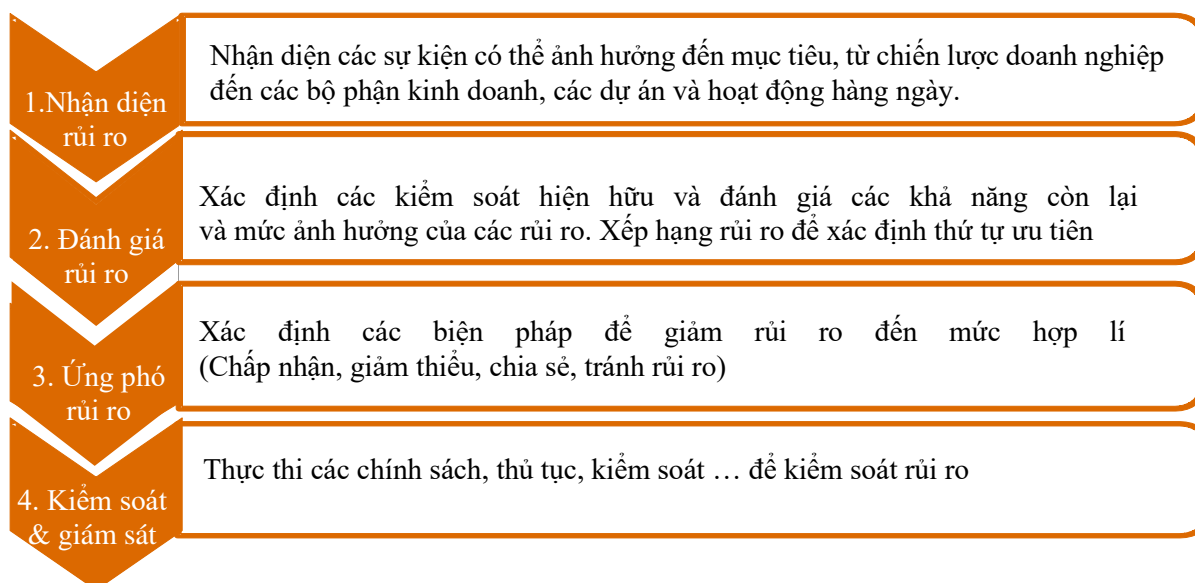 1.Nhận diện
rủi ro
Nhận diện các sự kiện có thể ảnh hưởng đến mục tiêu, từ chiến lược doanh nghiệp
đến các bộ phận kinh doanh, các dự án và hoạt động hàng ngày.
2. Đánh giá
rủi ro
Xác định các kiểm soát hiện hữu và đánh giá các khả năng còn lại
và mức ảnh hưởng của các rủi ro. Xếp hạng rủi ro để xác định thứ tự ưu tiên
3. Ứng phó
rủi ro
Xác định các biện pháp để giảm rủi ro đến mức hợp lí
(Chấp nhận, giảm thiểu, chia sẻ, tránh rủi ro)
4. Kiểm soát
& giám sát
Thực thi các chính sách, thủ tục, kiểm soát … để kiểm soát rủi ro